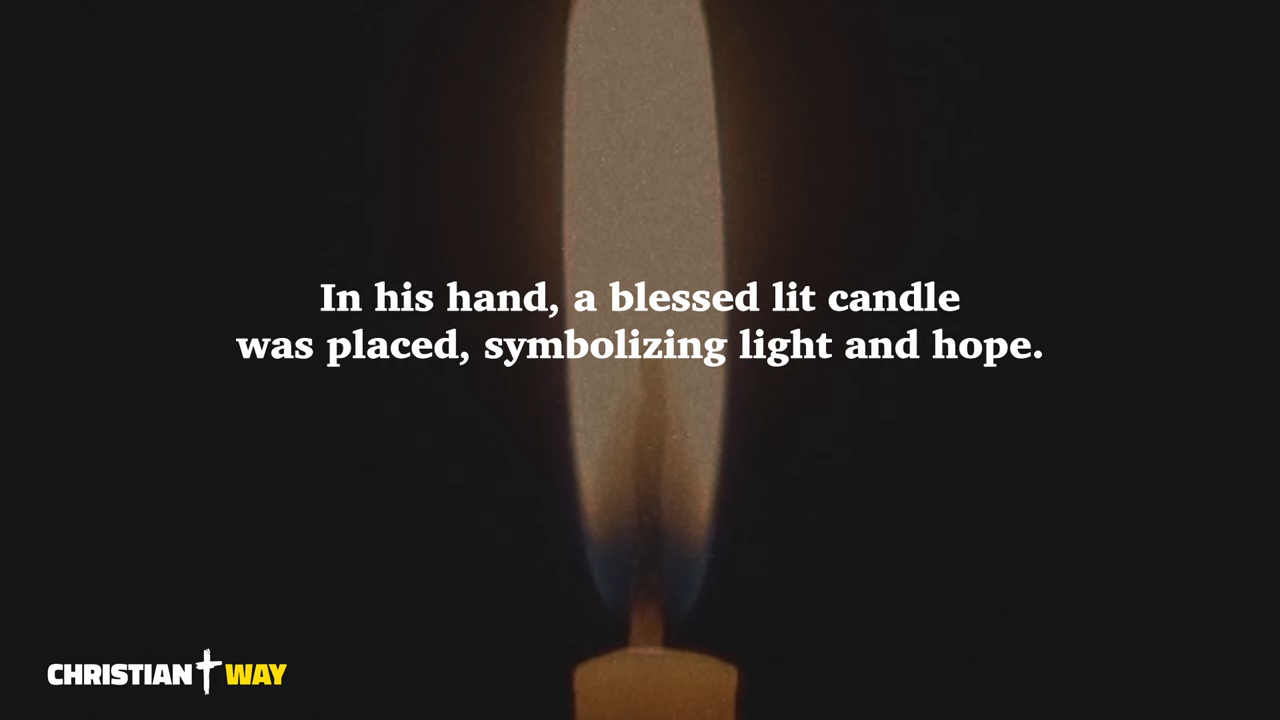 In his hand, a blessed lit candle
was placed, symbolizing light and hope.
CHRISTIAN WAY